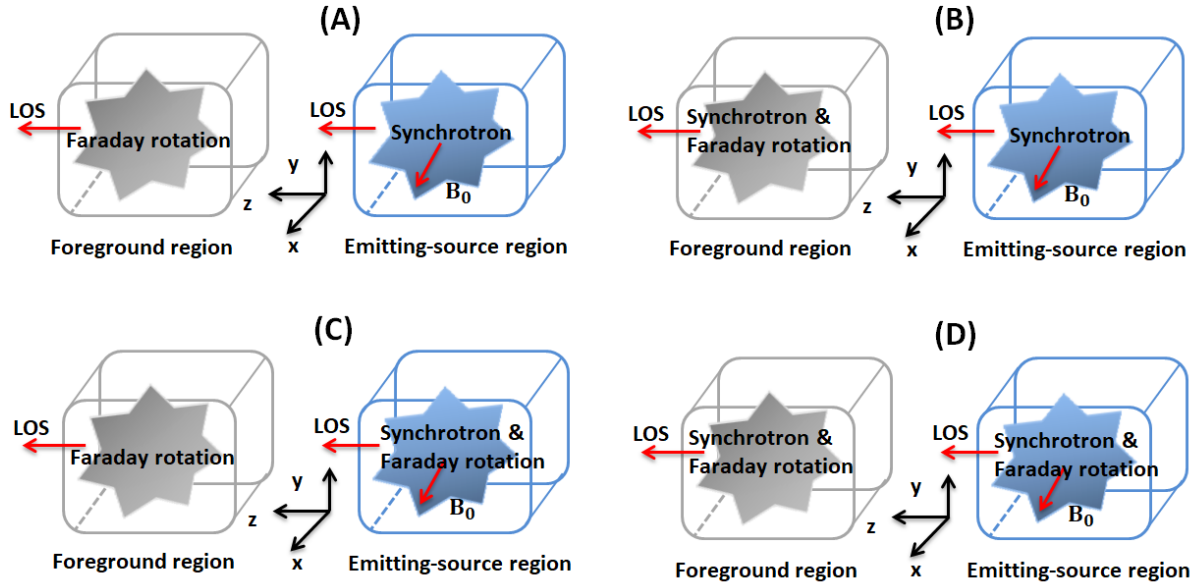 (A)
LOS
Faraday rotation
LOS
Synchrotron
B₀
y
z
x
Foreground region
Emitting-source region
(B)
LOS
Synchrotron &
Faraday rotation
LOS
Synchrotron
B₀
y
z
x
Foreground region
Emitting-source region
(C)
LOS
Faraday rotation
LOS
Synchrotron &
Faraday rotation
B₀
y
z
x
Foreground region
Emitting-source region
(D)
LOS
Synchrotron &
Faraday rotation
LOS
Synchrotron &
Faraday rotation
B₀
y
z
x
Foreground region
Emitting-source region